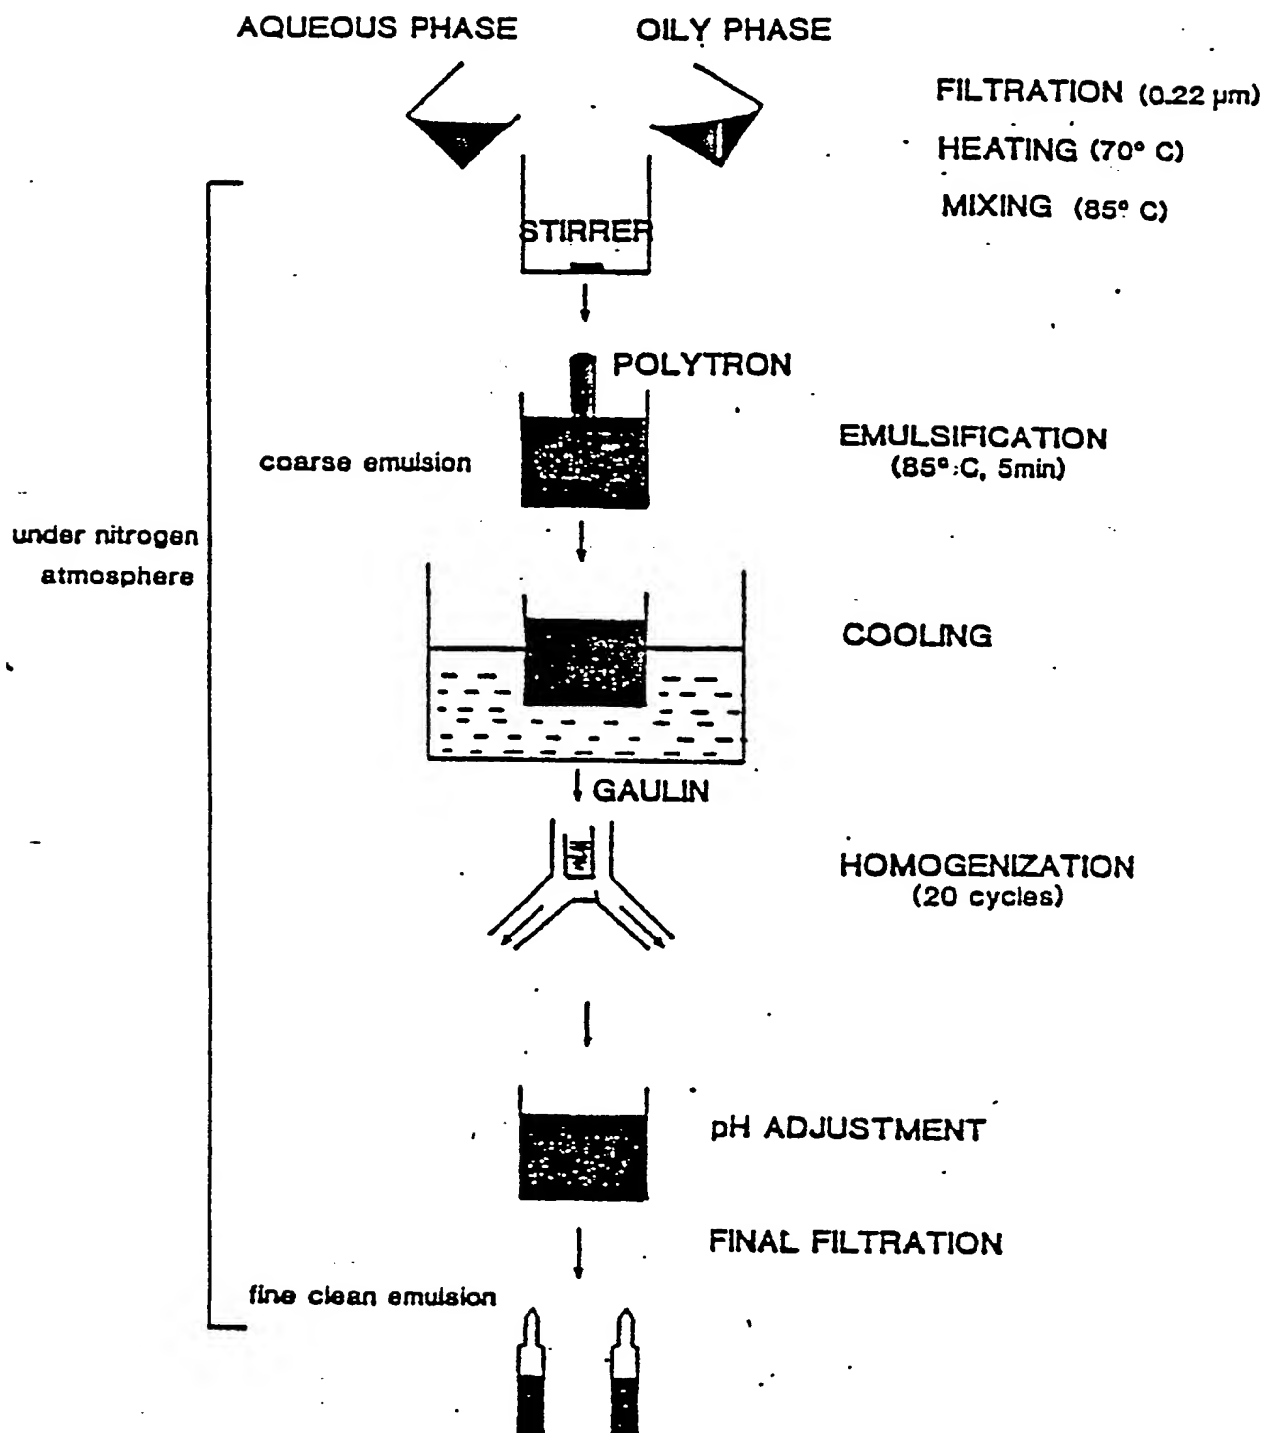 AQUEOUS PHASE
OILY PHASE
FILTRATION (0.22 µm)
HEATING (70° C)
MIXING (85° C)
STIRRER
POLYTRON
coarse emulsion
EMULSIFICATION
(85° C, 5min)
under nitrogen
atmosphere
COOLING
GAULIN
HOMOGENIZATION
(20 cycles)
pH ADJUSTMENT
FINAL FILTRATION
fine clean emulsion